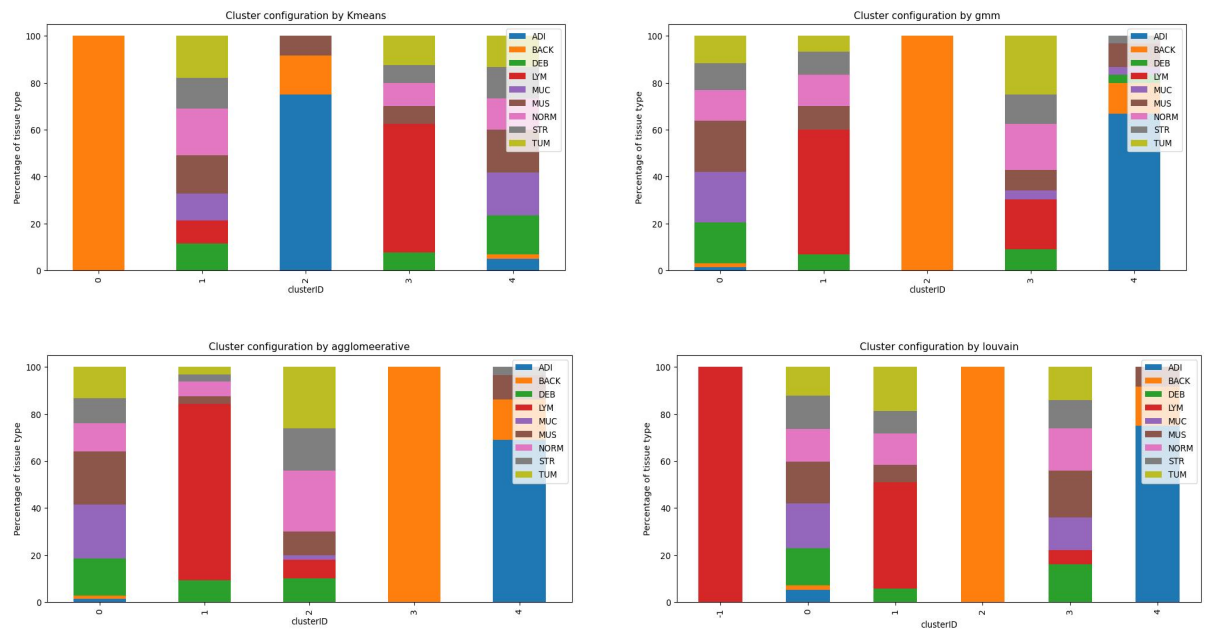 Cluster configuration by Kmeans
Percentage of tissue type
100
80
60
40
20
0
0
1
2
3
4
clusterID
ADI
BACK
DEB
LYM
MUC
MUS
NORM
STR
TUM
Cluster configuration by gmm
Percentage of tissue type
100
80
60
40
20
0
0
1
2
3
4
clusterID
ADI
BACK
DEB
LYM
MUC
MUS
NORM
STR
TUM
Cluster configuration by agglomeerative
Percentage of tissue type
100
80
60
40
20
0
0
1
2
3
4
clusterID
ADI
BACK
DEB
LYM
MUC
MUS
NORM
STR
TUM
Cluster configuration by louvain
Percentage of tissue type
100
80
60
40
20
0
-1
0
1
2
3
4
clusterID
ADI
BACK
DEB
LYM
MUC
MUS
NORM
STR
TUM